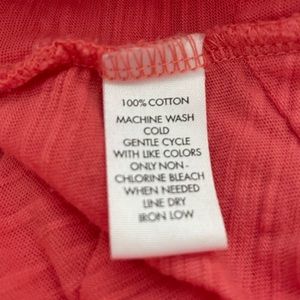 100% COTTON
MACHINE WASH
COLD
GENTLE CYCLE
WITH LIKE COLORS
ONLY NON-
CHLORINE BLEACH
WHEN NEEDED
LINE DRY
IRON LOW